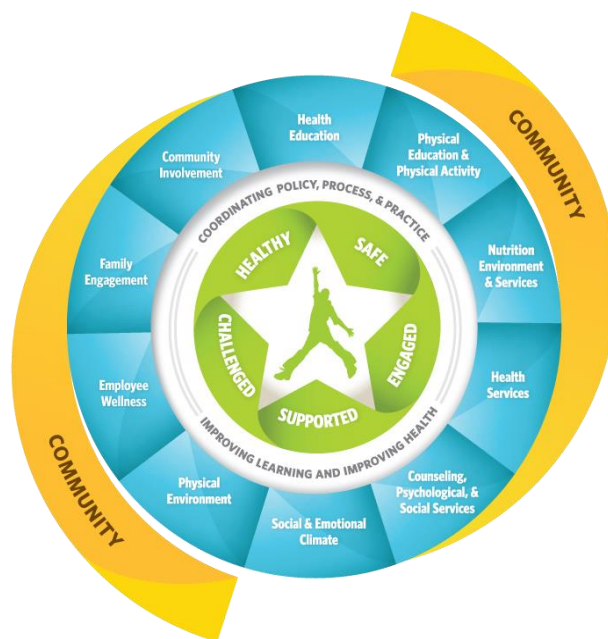 COMMUNITY
Health
Education
Physical
Education &
Physical Activity
Nutrition
Environment
& Services
Health
Services
Counseling,
Psychological, &
Social Services
Social & Emotional
Climate
Physical
Environment
Employee
Wellness
Family
Engagement
Community
Involvement
COORDINATING POLICY, PROCESS, & PRACTICE
IMPROVING LEARNING AND IMPROVING HEALTH
HEALTHY
SAFE
ENGAGED
SUPPORTED
CHALLENGED
COMMUNITY